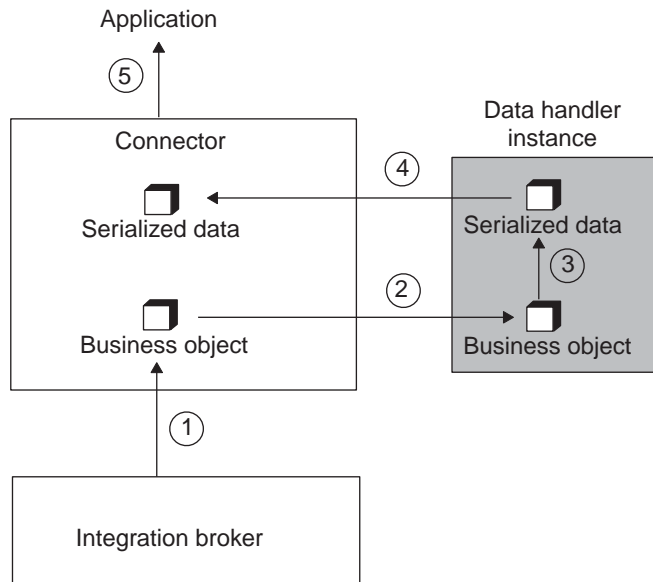 Application
5
Data handler
instance
Connector
4
Serialized data
Serialized data
3
2
Business object
Business object
1
Integration broker